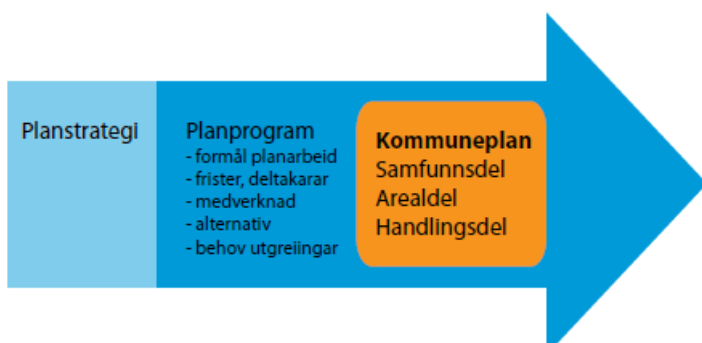 Planstrategi
Planprogram
- formål planarbeid
- frister, deltakarar
- medverknad
- alternativ
- behov utgreiingar
Kommuneplan
Samfunnsdel
Arealdel
Handlingsdel